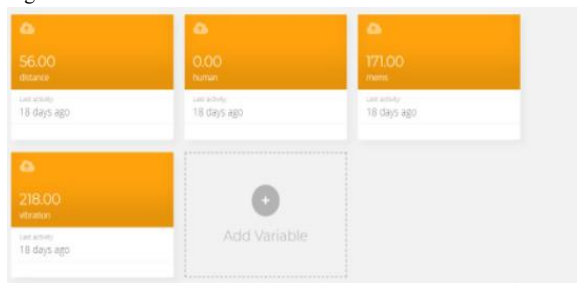 56.00
distance
Last activity
18 days ago
0.00
human
Last activity
18 days ago
171.00
mems
Last activity
18 days ago
218.00
vibration
Last activity
18 days ago
Add Variable